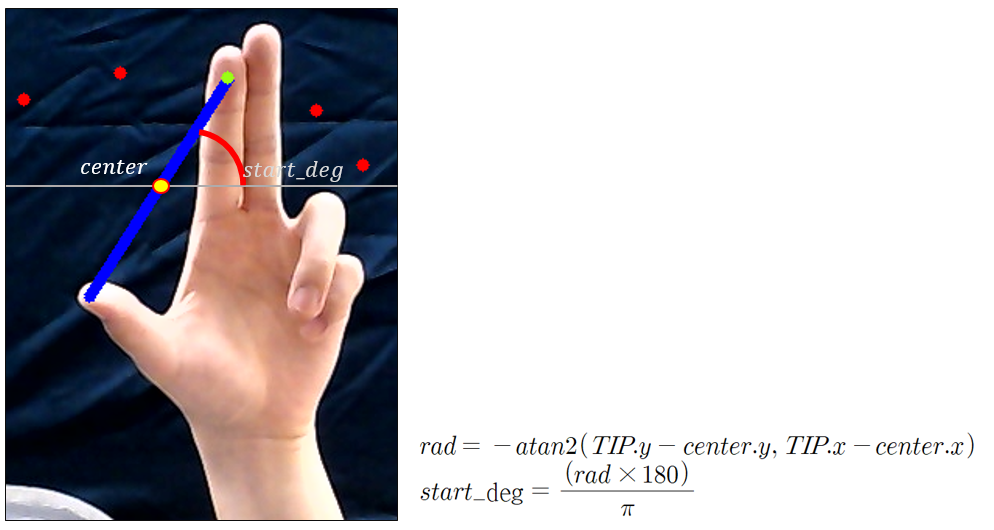 center
start_deg
rad = −atan2(TIP.y − center.y, TIP.x − center.x)
start_deg = (rad × 180) / π